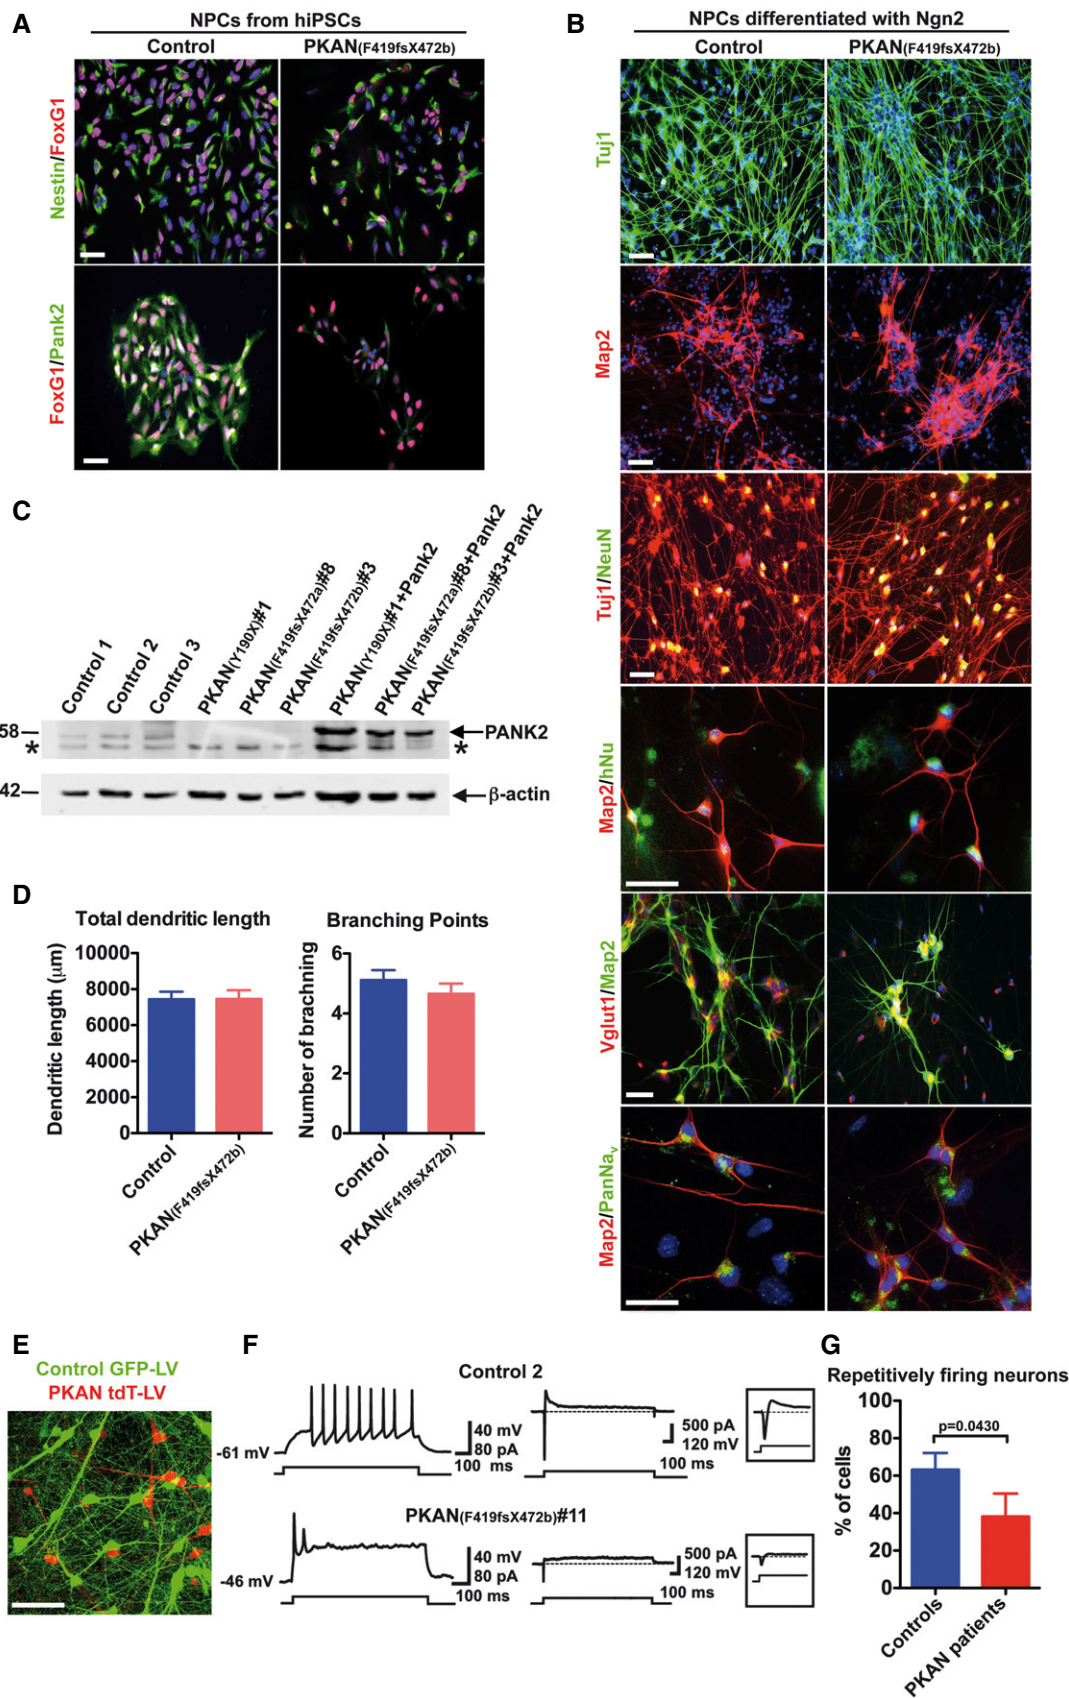 A
NPCs from hiPSCs
Control
PKAN(F419fsX472b)
Nestin/FoxG1
FoxG1/Pank2
B
NPCs differentiated with Ngn2
Control
PKAN(F419fsX472b)
Tuj1
Map2
Tuj1/NeuN
Map2/hNu
Vglut1/Map2
Map2/PanNav
C
Control 1
Control 2
Control 3
PKAN(Y190X)#1
PKAN(F419fsX472a)#8
PKAN(F419fsX472b)#3
PKAN(Y190X)#1+Pank2
PKAN(F419fsX472a)#8+Pank2
PKAN(F419fsX472b)#3+Pank2
58
PANK2
*
*
42
β-actin
D
Total dendritic length
Dendritic length (μm)
10000
8000
6000
4000
2000
0
Control
PKAN(F419fsX472b)
Branching Points
Number of brachning
6
4
2
0
Control
PKAN(F419fsX472b)
E
Control GFP-LV
PKAN tdT-LV
F
Control 2
-61 mV
40 mV
80 pA
100 ms
500 pA
120 mV
100 ms
PKAN(F419fsX472b)#11
-46 mV
40 mV
80 pA
100 ms
500 pA
120 mV
100 ms
G
Repetitively firing neurons
% of cells
100
80
60
40
20
0
p=0.0430
Controls
PKAN patients